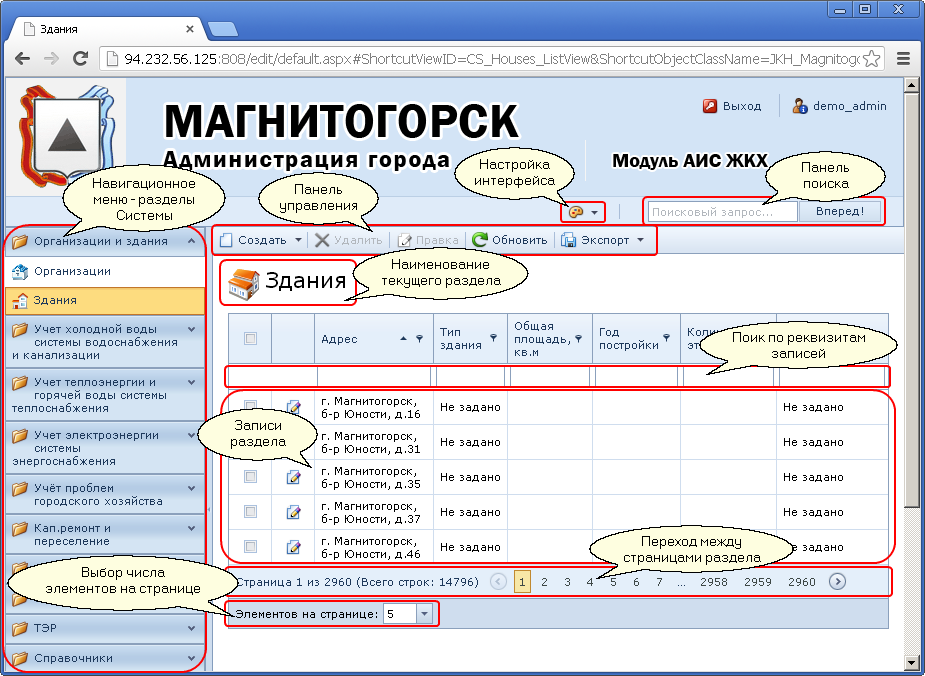 Здания
94.232.56.125:808/edit/default.aspx#ShortcutViewID=CS_Houses_ListView&ShortcutObjectClassName=JKH_Magnitogo
МАГНИТОГОРСК
Администрация города
Модуль АИС ЖКХ
Выход
demo_admin
Навигационное
меню - разделы
Системы
Панель
управления
Настройка
интерфейса
Панель
поиска
Поисковый запрос...
Вперед!
Организации и здания
Организации
Здания
Учет холодной воды
системы водоснабжения
и канализации
Учет теплоэнергии и
горячей воды системы
теплоснабжения
Учет электроэнергии
системы
энергоснабжения
Учёт проблем
городского хозяйства
Кап.ремонт и
переселение
ТЭР
Справочники
Создать
Удалить
Правка
Обновить
Экспорт
Здания
Наименование
текущего раздела
Адрес
Тип
здания
Общая
площадь,
кв.м
Год
постройки
Поик по реквизитам
записей
Записи
раздела
г. Магнитогорск,
б-р Юности, д.16
Не задано
Не задано
г. Магнитогорск,
б-р Юности, д.31
Не задано
Не задано
г. Магнитогорск,
б-р Юности, д.35
Не задано
Не задано
г. Магнитогорск,
б-р Юности, д.37
Не задано
Не задано
г. Магнитогорск,
б-р Юности, д.46
Не задано
Не задано
Переход между
страницами раздела
Выбор числа
элементов на странице
Страница 1 из 2960 (Всего строк: 14796)
1 2 3 4 5 6 7 ... 2958 2959 2960
Элементов на странице: 5